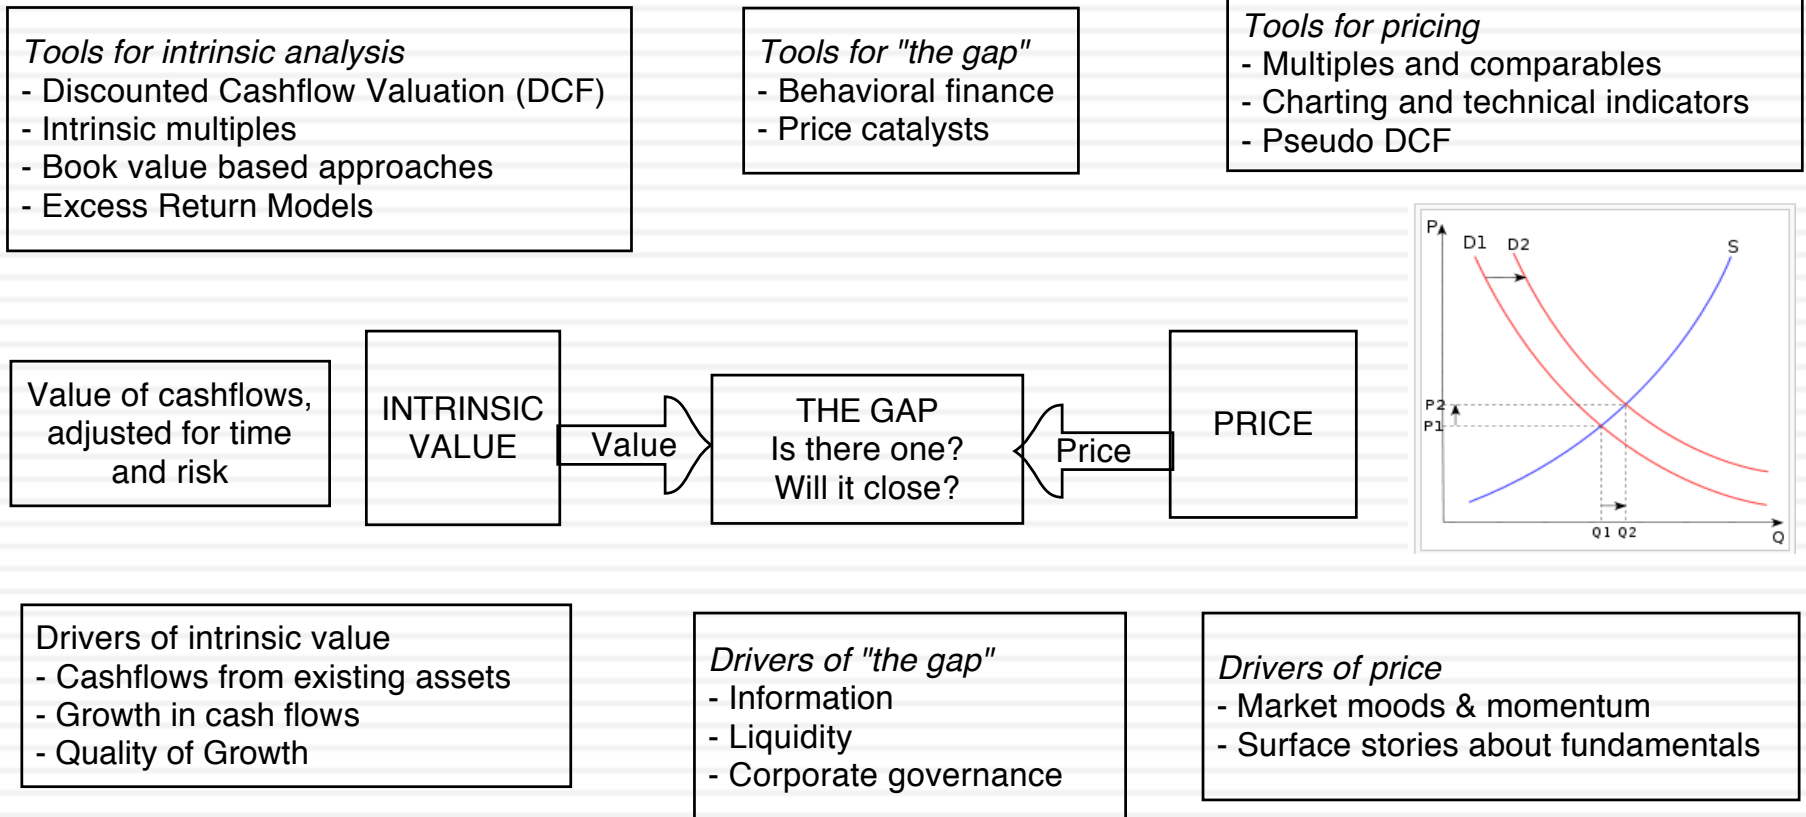 Tools for intrinsic analysis
- Discounted Cashflow Valuation (DCF)
- Intrinsic multiples
- Book value based approaches
- Excess Return Models
Tools for "the gap"
- Behavioral finance
- Price catalysts
Tools for pricing
- Multiples and comparables
- Charting and technical indicators
- Pseudo DCF
Value of cashflows,
adjusted for time
and risk
INTRINSIC
VALUE
Value
THE GAP
Is there one?
Will it close?
Price
PRICE
P
D1 D2
S
P2
P1
Q1 Q2
Q
Drivers of intrinsic value
- Cashflows from existing assets
- Growth in cash flows
- Quality of Growth
Drivers of "the gap"
- Information
- Liquidity
- Corporate governance
Drivers of price
- Market moods & momentum
- Surface stories about fundamentals